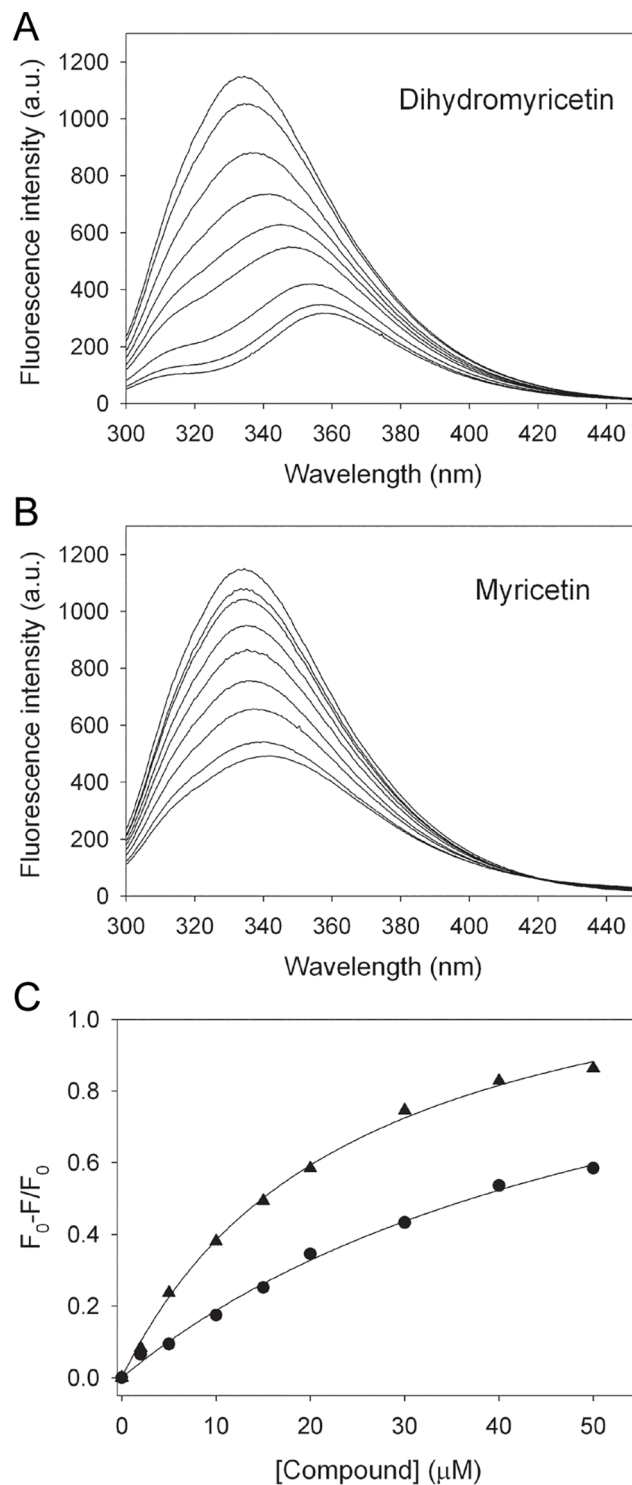 A
1200
1000
800
600
400
200
0
Fluorescence intensity (a.u.)
Dihydromyricetin
300 320 340 360 380 400 420 440
Wavelength (nm)
B
1200
1000
800
600
400
200
0
Fluorescence intensity (a.u.)
Myricetin
300 320 340 360 380 400 420 440
Wavelength (nm)
C
1.0
0.8
0.6
0.4
0.2
0.0
F₀-F/F₀
0 10 20 30 40 50
[Compound] (μM)